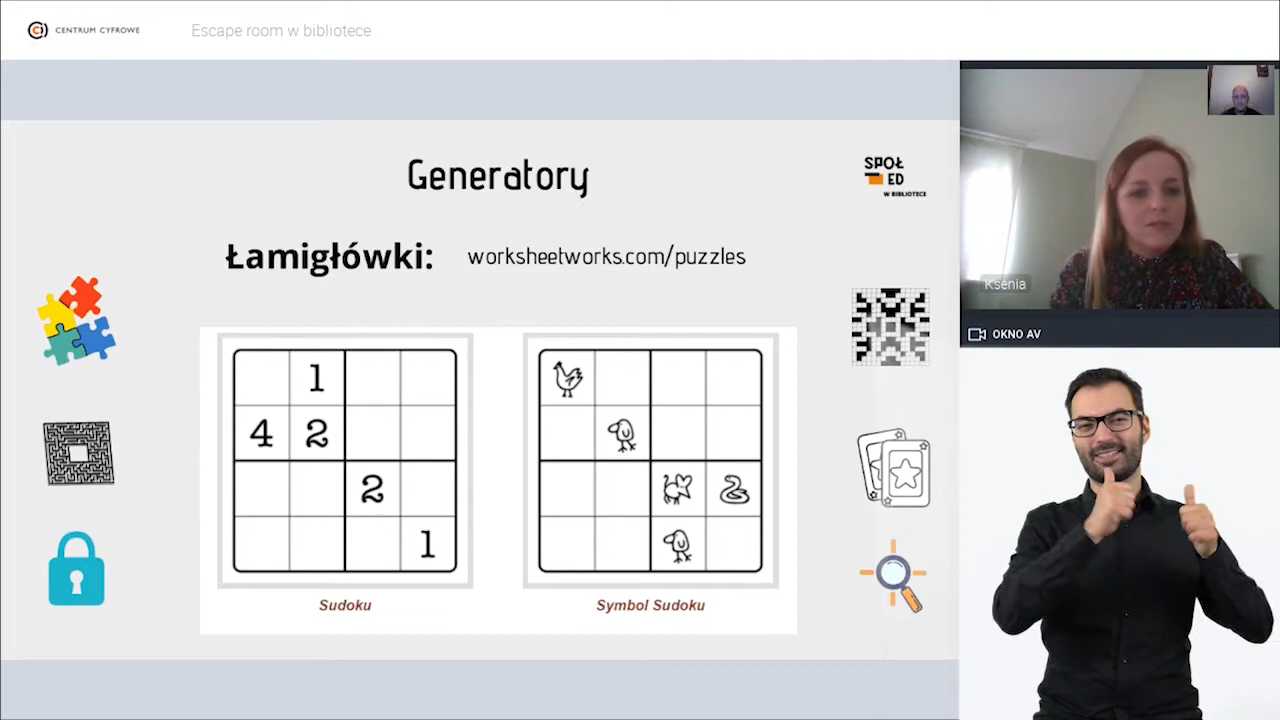 CENTRUM CYFROWE
Escape room w bibliotece
Generatory
SPOŁ
ED
W BIBLIOTECE
Łamigłówki: worksheetworks.com/puzzles
Ksenia
OKNO AV
1
4 2
2
1
Sudoku
Symbol Sudoku